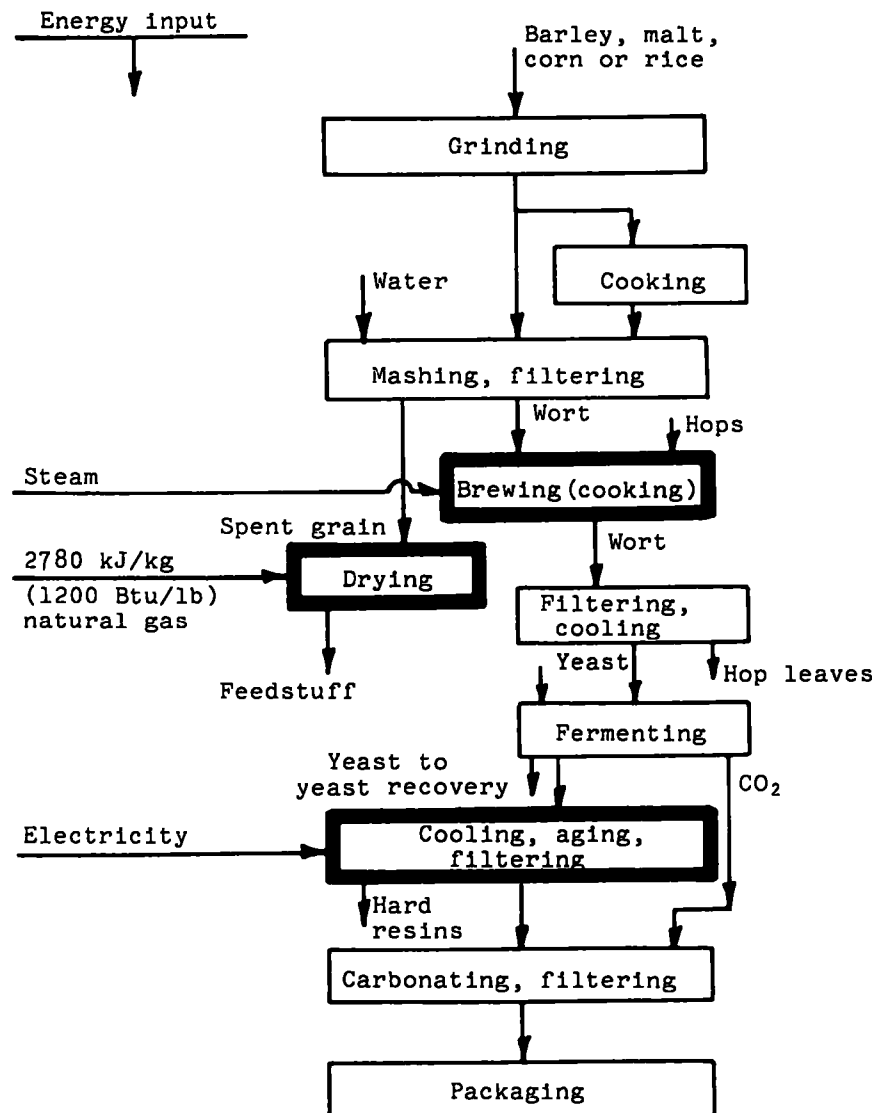 Energy input
Barley, malt,
corn or rice
Grinding
Cooking
Water
Mashing, filtering
Wort
Hops
Steam
Brewing(cooking)
Spent grain
Wort
2780 kJ/kg
(1200 Btu/lb)
natural gas
Drying
Filtering,
cooling
Yeast
Hop leaves
Feedstuff
Fermenting
Yeast to
yeast recovery
CO₂
Electricity
Cooling, aging,
filtering
Hard
resins
Carbonating, filtering
Packaging